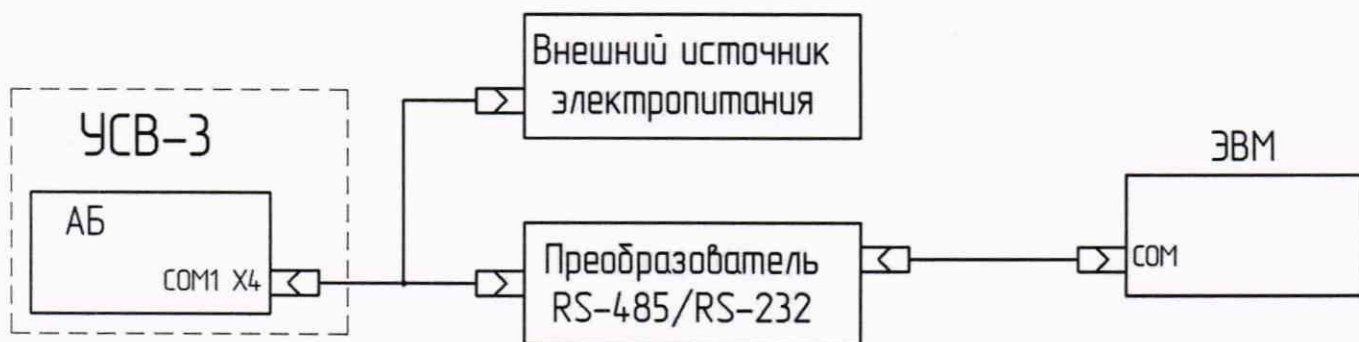 Внешний источник
электропитания
УСВ-3
АБ
COM1 X4
Преобразователь
RS-485/RS-232
ЭВМ
COM